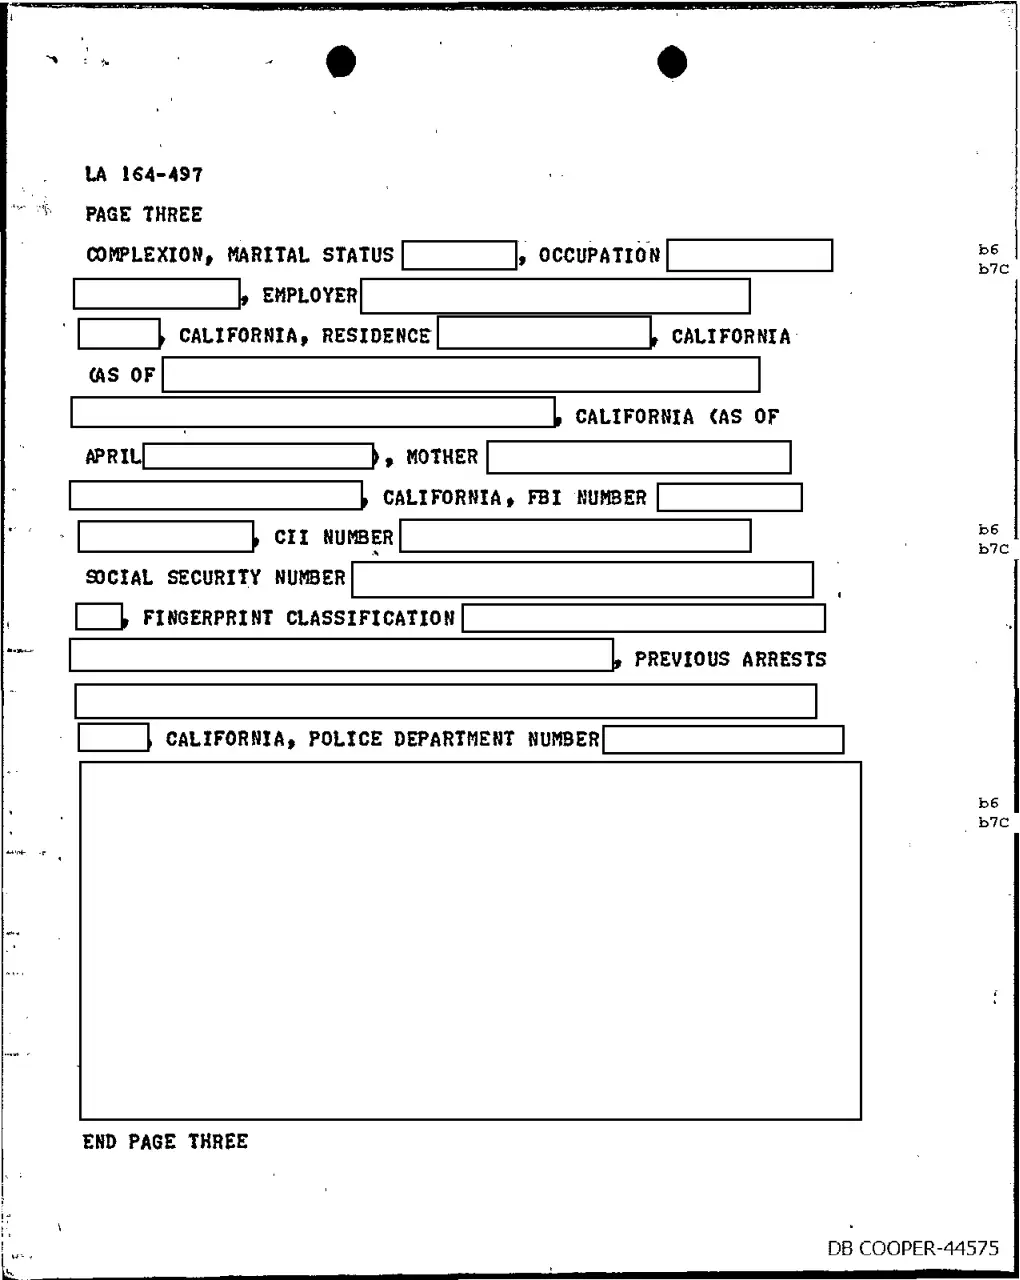 LA 164-497
PAGE THREE
COMPLEXION, MARITAL STATUS , OCCUPATION
b6
b7C
, EMPLOYER
, CALIFORNIA, RESIDENCE , CALIFORNIA
(AS OF
, CALIFORNIA (AS OF
APRIL ), MOTHER
, CALIFORNIA, FBI NUMBER
, CII NUMBER
b6
b7C
SOCIAL SECURITY NUMBER
, FINGERPRINT CLASSIFICATION
, PREVIOUS ARRESTS
, CALIFORNIA, POLICE DEPARTMENT NUMBER
b6
b7C
END PAGE THREE
DB COOPER-44575